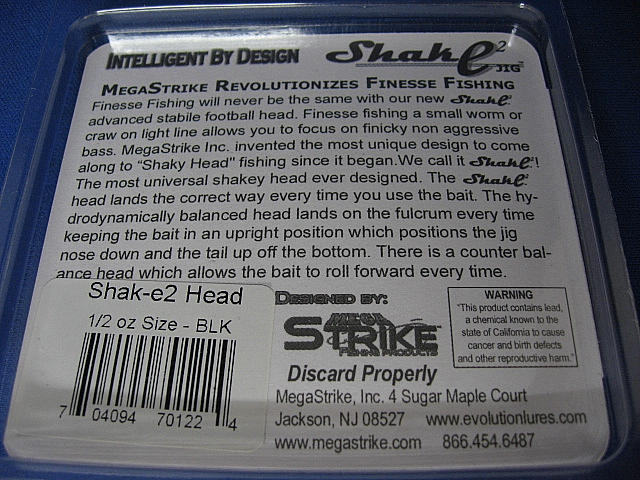 INTELLIGENT BY DESIGN
Shake2 JIG
MEGASTRIKE REVOLUTIONIZES FINESSE FISHING
Finesse Fishing will never be the same with our new Shake2
advanced stabile football head. Finesse fishing a small worm or
craw on light line allows you to focus on finicky non aggressive
bass. MegaStrike Inc. invented the most unique design to come
along to "Shaky Head" fishing since it began.We call it Shake2!
The most universal shakey head ever designed. The Shake2
head lands the correct way every time you use the bait. The hy-
drodynamically balanced head lands on the fulcrum every time
keeping the bait in an upright position which positions the jig
nose down and the tail up off the bottom. There is a counter bal-
ance head which allows the bait to roll forward every time.
Shak-e2 Head
1/2 oz Size - BLK
7 04094 70122 4
DESIGNED BY:
MEGA
STRIKE
FISHING PRODUCTS
WARNING
"This product contains lead,
a chemical known to the
state of California to cause
cancer and birth defects
and other reproductive harm."
Discard Properly
MegaStrike, Inc. 4 Sugar Maple Court
Jackson, NJ 08527 www.evolutionlures.com
www.megastrike.com 866.454.6487